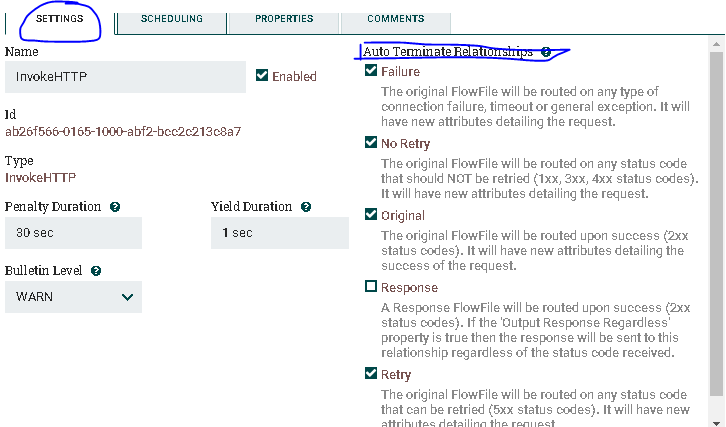 SETTINGS
SCHEDULING
PROPERTIES
COMMENTS
Name
InvokeHTTP
Enabled
Id
ab26f566-0165-1000-abf2-bcc2c213c8a7
Type
InvokeHTTP
Penalty Duration
Yield Duration
30 sec
1 sec
Bulletin Level
WARN
Auto Terminate Relationships
Failure
The original FlowFile will be routed on any type of
connection failure, timeout or general exception. It will
have new attributes detailing the request.
No Retry
The original FlowFile will be routed on any status code
that should NOT be retried (1xx, 3xx, 4xx status codes).
It will have new attributes detailing the request.
Original
The original FlowFile will be routed upon success (2xx
status codes). It will have new attributes detailing the
success of the request.
Response
A Response FlowFile will be routed upon success (2xx
status codes). If the 'Output Response Regardless'
property is true then the response will be sent to this
relationship regardless of the status code received.
Retry
The original FlowFile will be routed on any status code
that can be retried (5xx status codes). It will have new
attributes detailing the request.